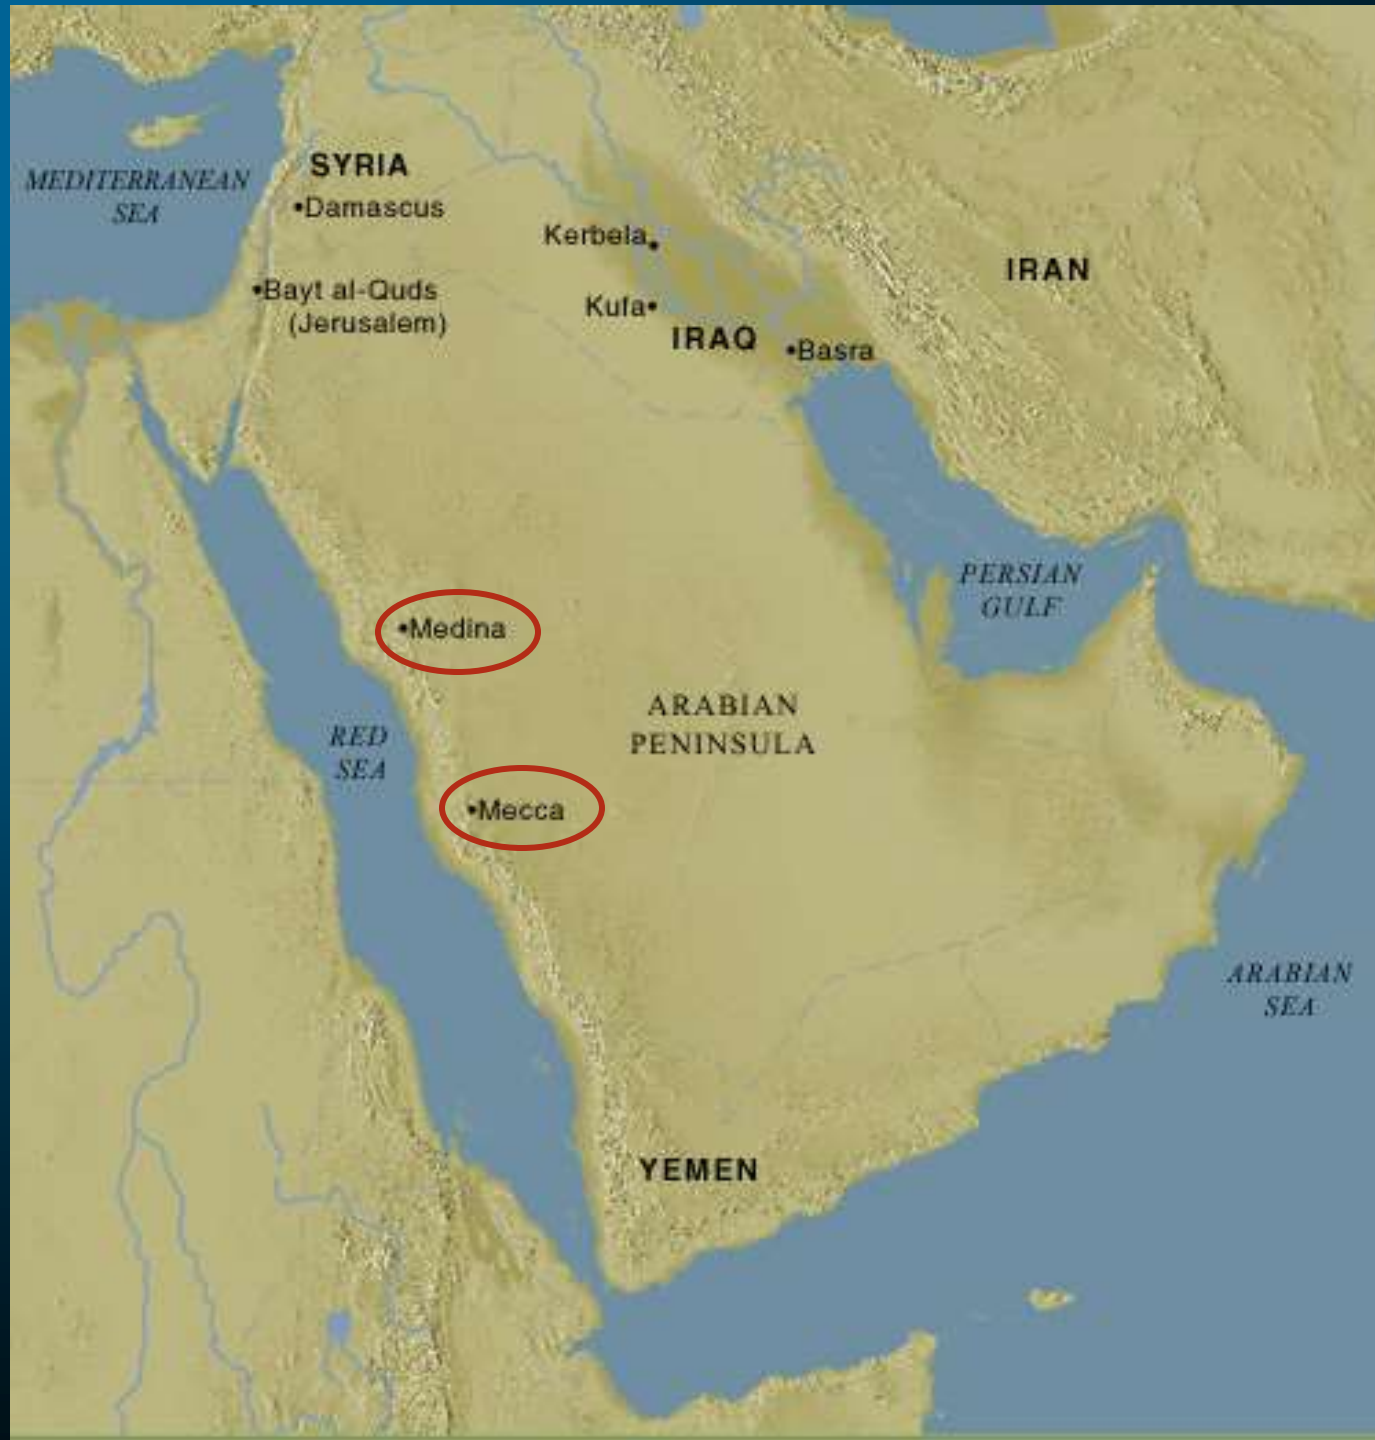 SYRIA
MEDITERRANEAN
SEA
•Damascus
Kerbela•
IRAN
•Bayt al-Quds
(Jerusalem)
Kufa•
IRAQ
•Basra
PERSIAN
GULF
•Medina
ARABIAN
PENINSULA
RED
SEA
•Mecca
ARABIAN
SEA
YEMEN